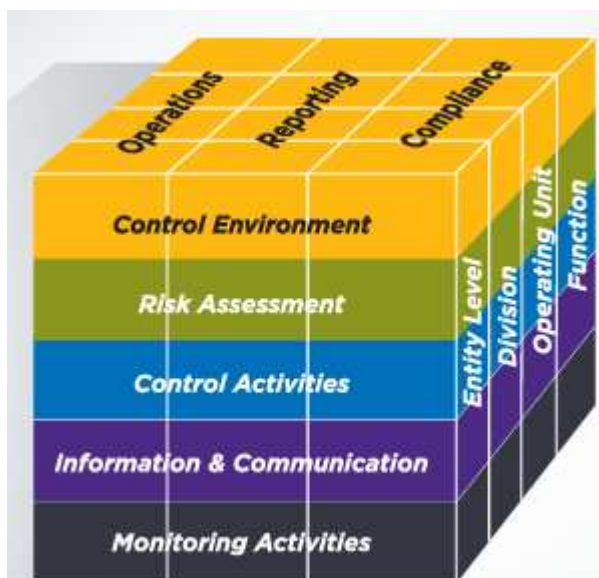 Operations
Reporting
Compliance
Control Environment
Risk Assessment
Control Activities
Information & Communication
Monitoring Activities
Entity Level
Division
Operating Unit
Function